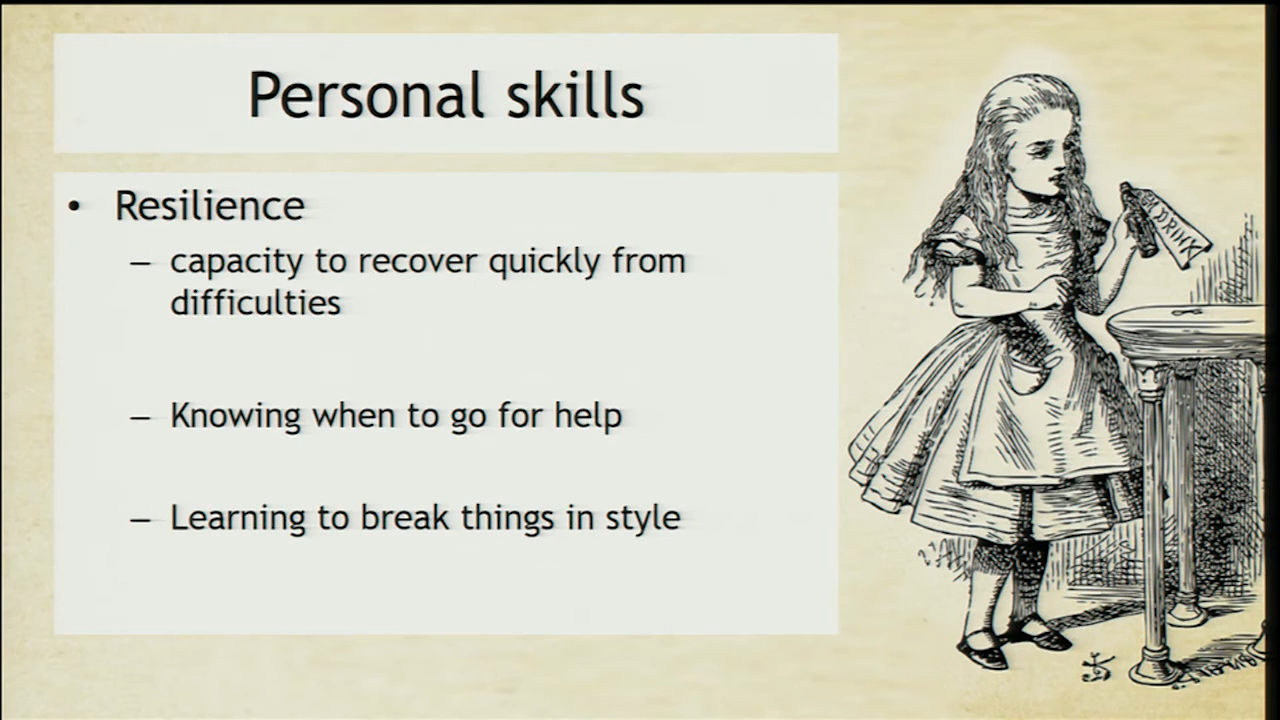 Personal skills
• Resilience
– capacity to recover quickly from
difficulties
– Knowing when to go for help
– Learning to break things in style
DRINK